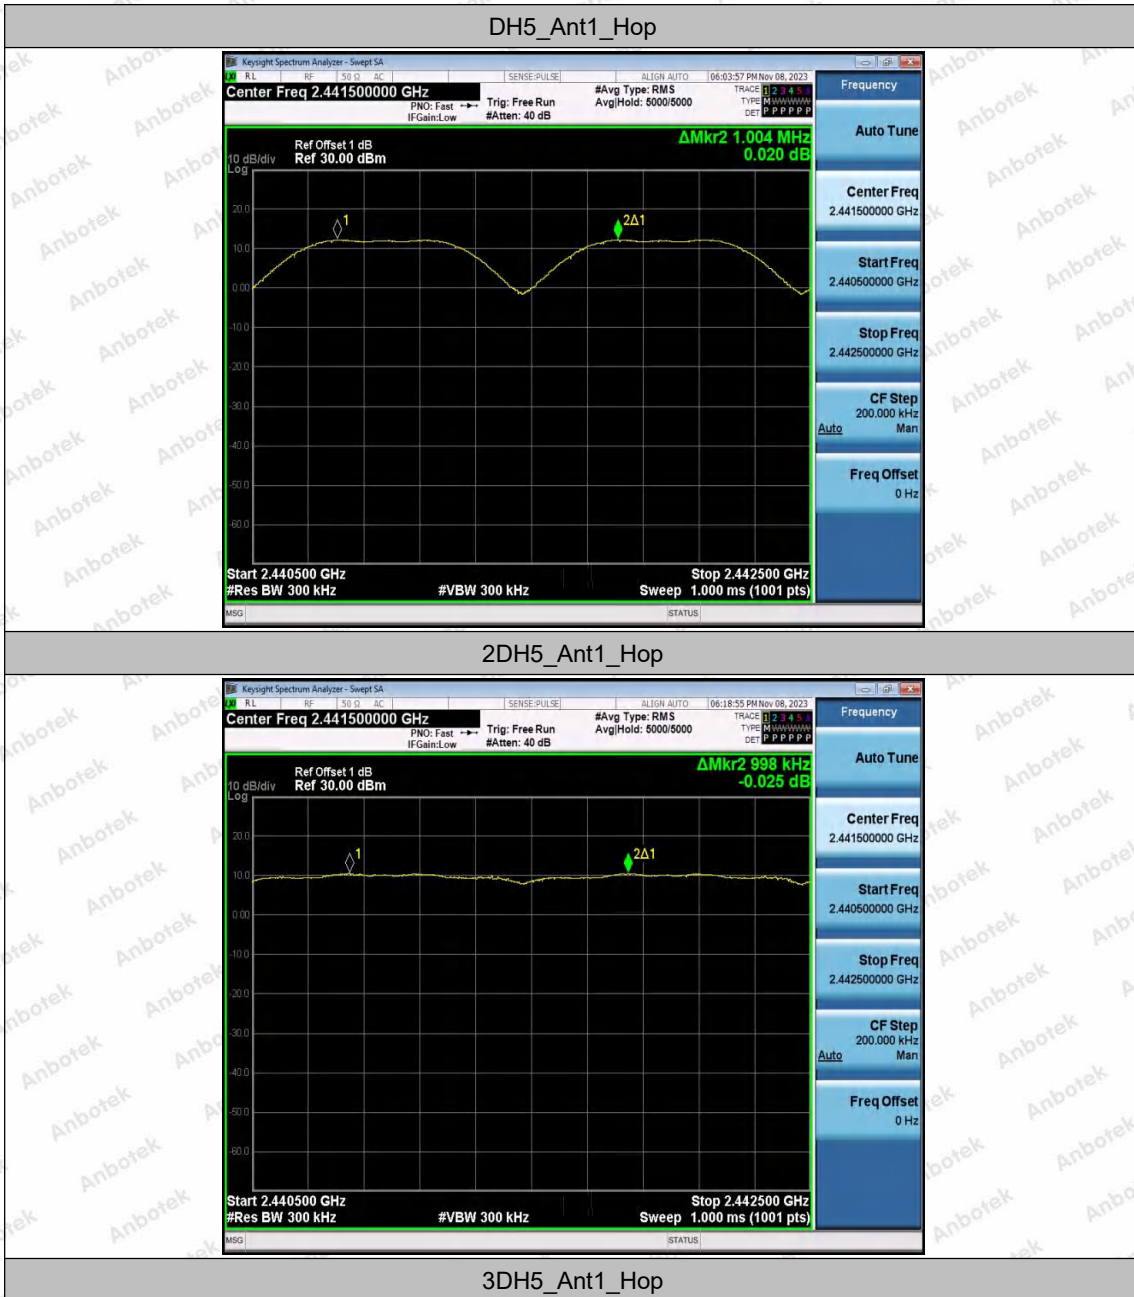 DH5_Ant1_Hop
Keysight Spectrum Analyzer - Swept SA
RL RF 50 Ω AC SENSE:PULSE ALIGN AUTO 06:03:57 PM Nov 08, 2023
Center Freq 2.441500000 GHz
PNO: Fast
IFGain:Low
Trig: Free Run
#Atten: 40 dB
#Avg Type: RMS
Avg|Hold: 5000/5000
TRACE 1 2 3 4 5
TYPE M
DET P P P P P P
Frequency
Auto Tune
Center Freq
2.441500000 GHz
Start Freq
2.440500000 GHz
Stop Freq
2.442500000 GHz
CF Step
200.000 kHz
Auto Man
Freq Offset
0 Hz
ΔMkr2 1.004 MHz
0.020 dB
Ref Offset 1 dB
10 dB/div Ref 30.00 dBm
Log
20.0
10.0
0.00
-10.0
-20.0
-30.0
-40.0
-50.0
-60.0
1
2Δ1
Start 2.440500 GHz Stop 2.442500 GHz
#Res BW 300 kHz #VBW 300 kHz Sweep 1.000 ms (1001 pts)
MSG STATUS
2DH5_Ant1_Hop
Keysight Spectrum Analyzer - Swept SA
RL RF 50 Ω AC SENSE:PULSE ALIGN AUTO 06:18:55 PM Nov 08, 2023
Center Freq 2.441500000 GHz
PNO: Fast
IFGain:Low
Trig: Free Run
#Atten: 40 dB
#Avg Type: RMS
Avg|Hold: 5000/5000
TRACE 1 2 3 4 5
TYPE M
DET P P P P P P
Frequency
Auto Tune
Center Freq
2.441500000 GHz
Start Freq
2.440500000 GHz
Stop Freq
2.442500000 GHz
CF Step
200.000 kHz
Auto Man
Freq Offset
0 Hz
ΔMkr2 998 kHz
-0.025 dB
Ref Offset 1 dB
10 dB/div Ref 30.00 dBm
Log
20.0
10.0
0.00
-10.0
-20.0
-30.0
-40.0
-50.0
-60.0
1
2Δ1
Start 2.440500 GHz Stop 2.442500 GHz
#Res BW 300 kHz #VBW 300 kHz Sweep 1.000 ms (1001 pts)
MSG STATUS
3DH5_Ant1_Hop
Anbotek